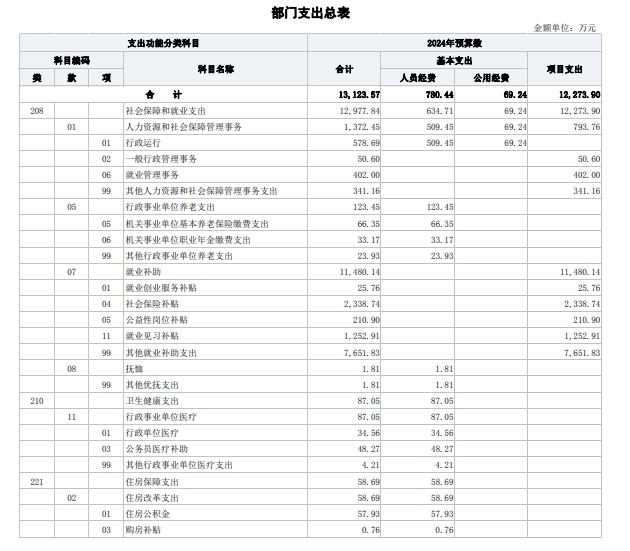 部门支出总表
金额单位：万元
支出功能分类科目 2024年预算数
科目编码 科目名称 合计 基本支出 项目支出
类 款 项 人员经费 公用经费
合 计 13,123.57 780.44 69.24 12,273.90
208 社会保障和就业支出 12,977.84 634.71 69.24 12,273.90
01 人力资源和社会保障管理事务 1,372.45 509.45 69.24 793.76
01 行政运行 578.69 509.45 69.24
02 一般行政管理事务 50.60 50.60
06 就业管理事务 402.00 402.00
99 其他人力资源和社会保障管理事务支出 341.16 341.16
05 行政事业单位养老支出 123.45 123.45
05 机关事业单位基本养老保险缴费支出 66.35 66.35
06 机关事业单位职业年金缴费支出 33.17 33.17
99 其他行政事业单位养老支出 23.93 23.93
07 就业补助 11,480.14 11,480.14
01 就业创业服务补贴 25.76 25.76
04 社会保险补贴 2,338.74 2,338.74
05 公益性岗位补贴 210.90 210.90
11 就业见习补贴 1,252.91 1,252.91
99 其他就业补助支出 7,651.83 7,651.83
08 抚恤 1.81 1.81
99 其他优抚支出 1.81 1.81
210 卫生健康支出 87.05 87.05
11 行政事业单位医疗 87.05 87.05
01 行政单位医疗 34.56 34.56
03 公务员医疗补助 48.27 48.27
99 其他行政事业单位医疗支出 4.21 4.21
221 住房保障支出 58.69 58.69
02 住房改革支出 58.69 58.69
01 住房公积金 57.93 57.93
03 购房补贴 0.76 0.76